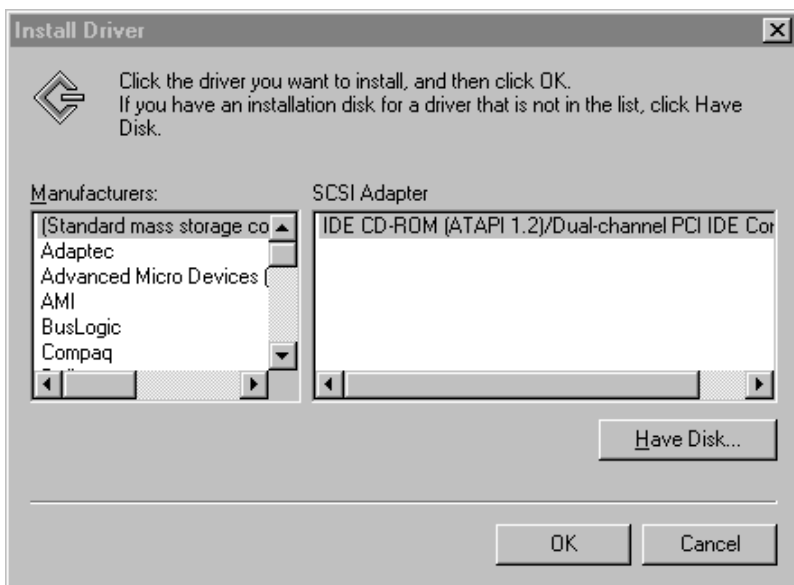 Install Driver
Click the driver you want to install, and then click OK.
If you have an installation disk for a driver that is not in the list, click Have
Disk.
Manufacturers:
SCSI Adapter
(Standard mass storage co
IDE CD-ROM (ATAPI 1.2)/Dual-channel PCI IDE Cor
Adaptec
Advanced Micro Devices (
AMI
BusLogic
Compaq
Have Disk...
OK
Cancel